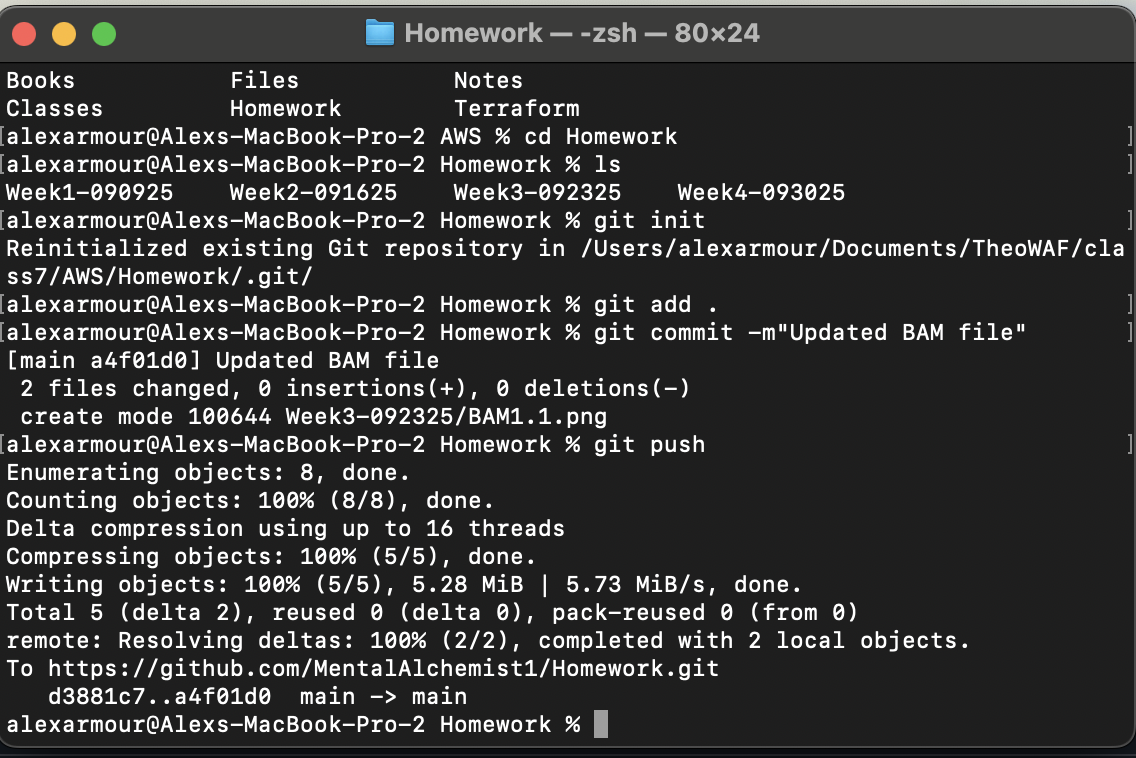 Homework — -zsh — 80×24
Books Files Notes
Classes Homework Terraform
[alexarmour@Alexs-MacBook-Pro-2 AWS % cd Homework ]
[alexarmour@Alexs-MacBook-Pro-2 Homework % ls ]
Week1-090925 Week2-091625 Week3-092325 Week4-093025
[alexarmour@Alexs-MacBook-Pro-2 Homework % git init ]
Reinitialized existing Git repository in /Users/alexarmour/Documents/TheoWAF/cla
ss7/AWS/Homework/.git/
[alexarmour@Alexs-MacBook-Pro-2 Homework % git add . ]
[alexarmour@Alexs-MacBook-Pro-2 Homework % git commit -m"Updated BAM file" ]
[main a4f01d0] Updated BAM file
 2 files changed, 0 insertions(+), 0 deletions(-)
 create mode 100644 Week3-092325/BAM1.1.png
[alexarmour@Alexs-MacBook-Pro-2 Homework % git push ]
Enumerating objects: 8, done.
Counting objects: 100% (8/8), done.
Delta compression using up to 16 threads
Compressing objects: 100% (5/5), done.
Writing objects: 100% (5/5), 5.28 MiB | 5.73 MiB/s, done.
Total 5 (delta 2), reused 0 (delta 0), pack-reused 0 (from 0)
remote: Resolving deltas: 100% (2/2), completed with 2 local objects.
To https://github.com/MentalAlchemist1/Homework.git
   d3881c7..a4f01d0  main -> main
alexarmour@Alexs-MacBook-Pro-2 Homework %